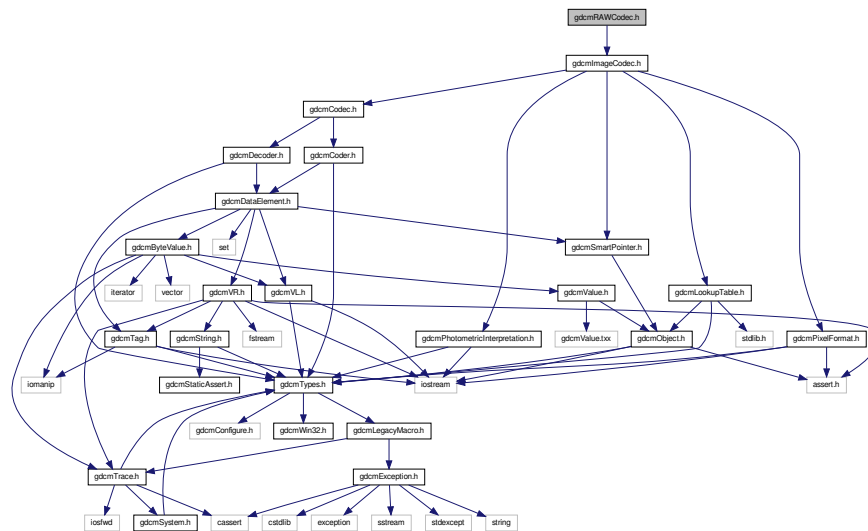 gdcmRAWCodec.h
gdcmImageCodec.h
gdcmCodec.h
gdcmDecoder.h
gdcmCoder.h
gdcmDataElement.h
gdcmByteValue.h
set
gdcmSmartPointer.h
iterator
vector
gdcmVR.h
gdcmVL.h
gdcmValue.h
gdcmLookupTable.h
gdcmTag.h
gdcmString.h
fstream
gdcmPhotometricInterpretation.h
gdcmValue.txx
gdcmObject.h
stdlib.h
gdcmPixelFormat.h
iomanip
gdcmStaticAssert.h
gdcmTypes.h
iostream
assert.h
gdcmConfigure.h
gdcmWin32.h
gdcmLegacyMacro.h
gdcmTrace.h
gdcmException.h
iosfwd
gdcmSystem.h
cassert
cstdlib
exception
sstream
stdexcept
string